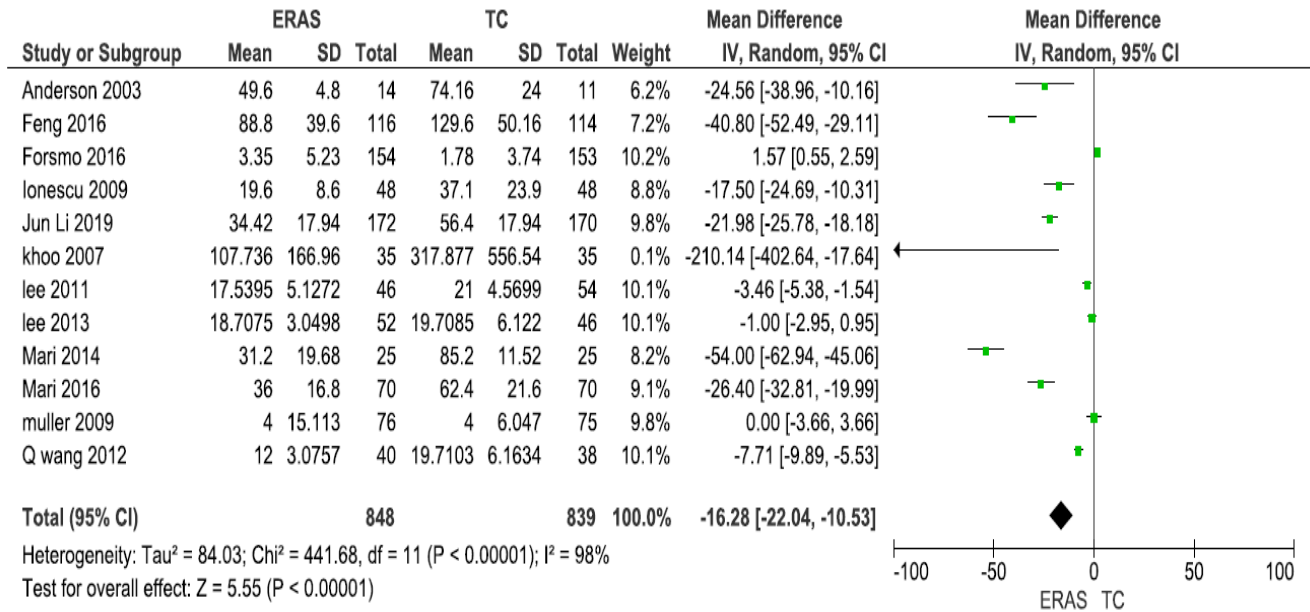 ERAS TC Mean Difference Mean Difference
Study or Subgroup Mean SD Total Mean SD Total Weight IV, Random, 95% CI IV, Random, 95% CI
Anderson 2003 49.6 4.8 14 74.16 24 11 6.2% -24.56 [-38.96, -10.16]
Feng 2016 88.8 39.6 116 129.6 50.16 114 7.2% -40.80 [-52.49, -29.11]
Forsmo 2016 3.35 5.23 154 1.78 3.74 153 10.2% 1.57 [0.55, 2.59]
Ionescu 2009 19.6 8.6 48 37.1 23.9 48 8.8% -17.50 [-24.69, -10.31]
Jun Li 2019 34.42 17.94 172 56.4 17.94 170 9.8% -21.98 [-25.78, -18.18]
khoo 2007 107.736 166.96 35 317.877 556.54 35 0.1% -210.14 [-402.64, -17.64]
lee 2011 17.5395 5.1272 46 21 4.5699 54 10.1% -3.46 [-5.38, -1.54]
lee 2013 18.7075 3.0498 52 19.7085 6.122 46 10.1% -1.00 [-2.95, 0.95]
Mari 2014 31.2 19.68 25 85.2 11.52 25 8.2% -54.00 [-62.94, -45.06]
Mari 2016 36 16.8 70 62.4 21.6 70 9.1% -26.40 [-32.81, -19.99]
muller 2009 4 15.113 76 4 6.047 75 9.8% 0.00 [-3.66, 3.66]
Q wang 2012 12 3.0757 40 19.7103 6.1634 38 10.1% -7.71 [-9.89, -5.53]
Total (95% CI) 848 839 100.0% -16.28 [-22.04, -10.53]
Heterogeneity: Tau² = 84.03; Chi² = 441.68, df = 11 (P < 0.00001); I² = 98%
Test for overall effect: Z = 5.55 (P < 0.00001)
-100 -50 0 50 100
ERAS TC